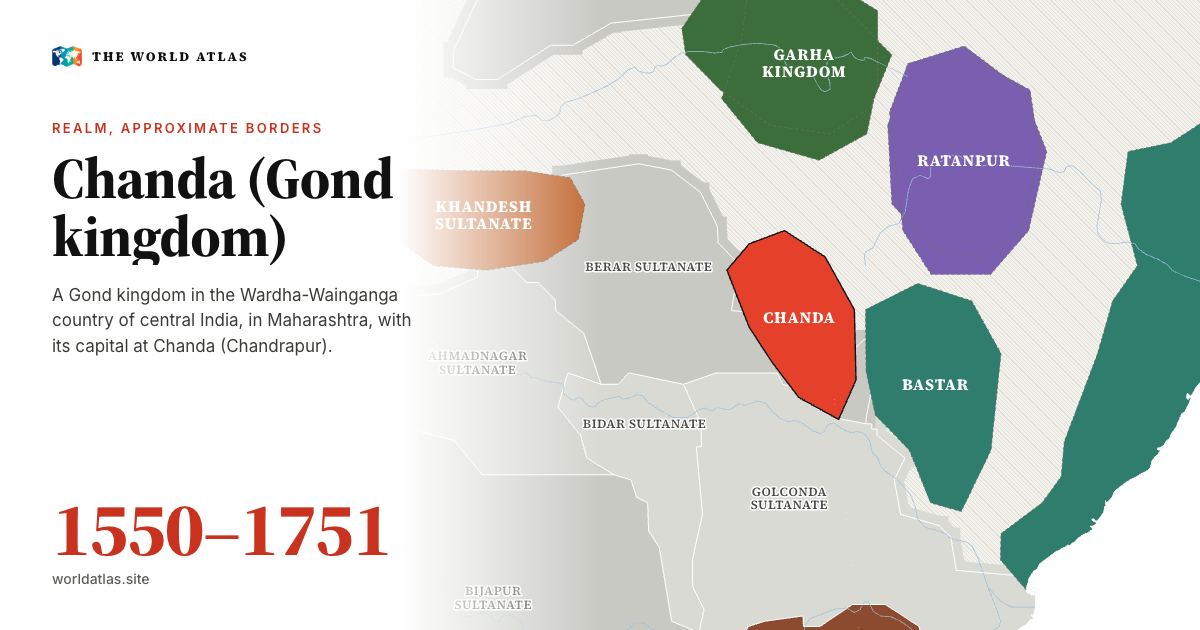 THE WORLD ATLAS
REALM, APPROXIMATE BORDERS
Chanda (Gond
kingdom)
A Gond kingdom in the Wardha-Wainganga
country of central India, in Maharashtra, with
its capital at Chanda (Chandrapur).
1550–1751
worldatlas.site
GARHA
KINGDOM
RATANPUR
KHANDESH
SULTANATE
BERAR SULTANATE
CHANDA
AHMADNAGAR
SULTANATE
BASTAR
BIDAR SULTANATE
GOLCONDA
SULTANATE
BIJAPUR
SULTANATE